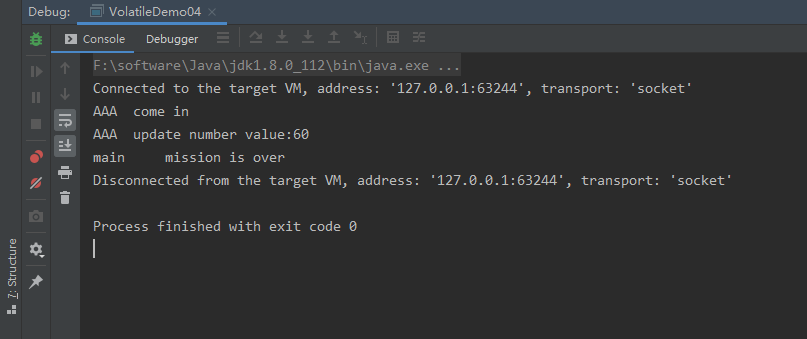 Debug: VolatileDemo04
Console Debugger
F:\software\Java\jdk1.8.0_112\bin\java.exe ...
Connected to the target VM, address: '127.0.0.1:63244', transport: 'socket'
AAA  come in
AAA  update number value:60
main     mission is over
Disconnected from the target VM, address: '127.0.0.1:63244', transport: 'socket'
Process finished with exit code 0
7: Structure